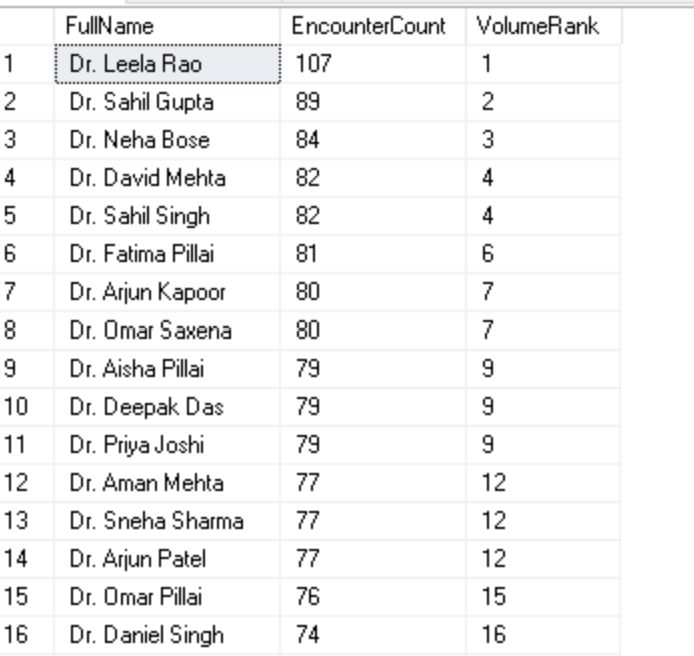 FullName EncounterCount VolumeRank
1 Dr. Leela Rao 107 1
2 Dr. Sahil Gupta 89 2
3 Dr. Neha Bose 84 3
4 Dr. David Mehta 82 4
5 Dr. Sahil Singh 82 4
6 Dr. Fatima Pillai 81 6
7 Dr. Arjun Kapoor 80 7
8 Dr. Omar Saxena 80 7
9 Dr. Aisha Pillai 79 9
10 Dr. Deepak Das 79 9
11 Dr. Priya Joshi 79 9
12 Dr. Aman Mehta 77 12
13 Dr. Sneha Sharma 77 12
14 Dr. Arjun Patel 77 12
15 Dr. Omar Pillai 76 15
16 Dr. Daniel Singh 74 16